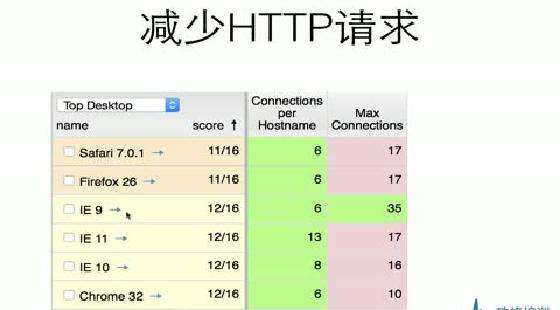 减少HTTP请求
Top Desktop
Connections per Hostname
Max Connections
name
score ↑
Safari 7.0.1 → 11/16 6 17
Firefox 26 → 11/16 6 17
IE 9 → 12/16 6 35
IE 11 → 12/16 13 17
IE 10 → 12/16 8 16
Chrome 32 → 12/16 6 10